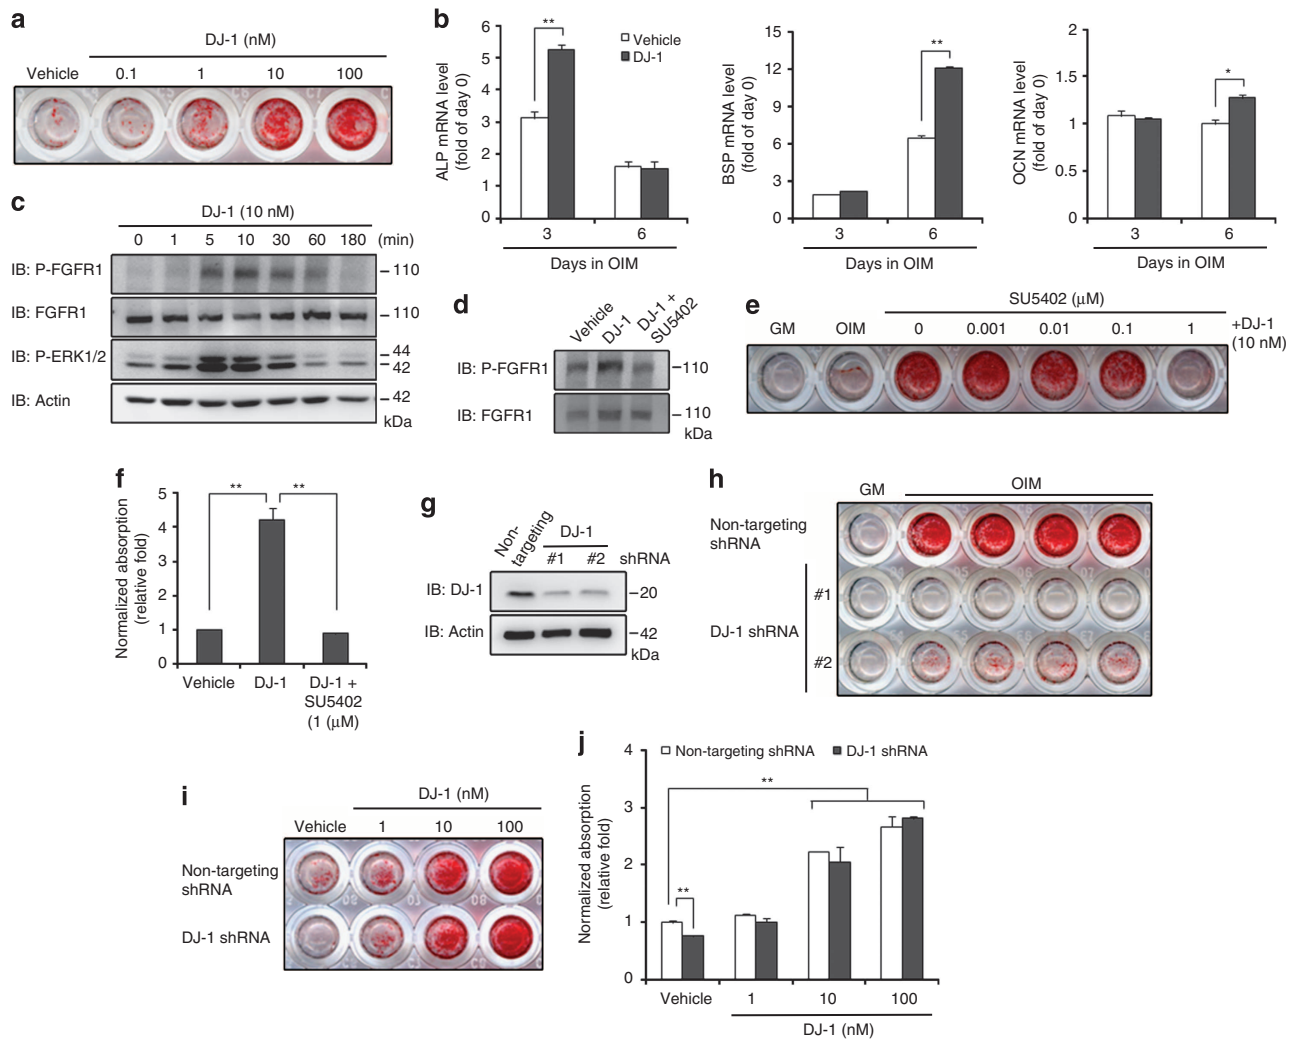 a
DJ-1 (nM)
Vehicle 0.1 1 10 100
b
ALP mRNA level
(fold of day 0)
6
5
4
3
2
1
0
**
Vehicle
DJ-1
3 6
Days in OIM
BSP mRNA level
(fold of day 0)
15
12
9
6
3
0
**
3 6
Days in OIM
OCN mRNA level
(fold of day 0)
2
1.5
1
0.5
0
*
3 6
Days in OIM
c
DJ-1 (10 nM)
0 1 5 10 30 60 180 (min)
IB: P-FGFR1 110
IB: FGFR1 110
IB: P-ERK1/2 44
42
IB: Actin 42
kDa
d
Vehicle
DJ-1
DJ-1 +
SU5402
IB: P-FGFR1 110
IB: FGFR1 110
kDa
e
SU5402 (μM)
GM OIM 0 0.001 0.01 0.1 1 +DJ-1
(10 nM)
f
Normalized absorption
(relative fold)
5
4
3
2
1
0
** **
Vehicle DJ-1 DJ-1 +
SU5402
(1 (μM)
g
Non-
targeting
DJ-1
#1 #2 shRNA
IB: DJ-1 20
IB: Actin 42
kDa
h
GM OIM
Non-targeting
shRNA
#1
DJ-1 shRNA
#2
i
DJ-1 (nM)
Vehicle 1 10 100
Non-targeting
shRNA
DJ-1 shRNA
j
Normalized absorption
(relative fold)
4
3
2
1
0
Non-targeting shRNA DJ-1 shRNA
**
**
Vehicle 1 10 100
DJ-1 (nM)